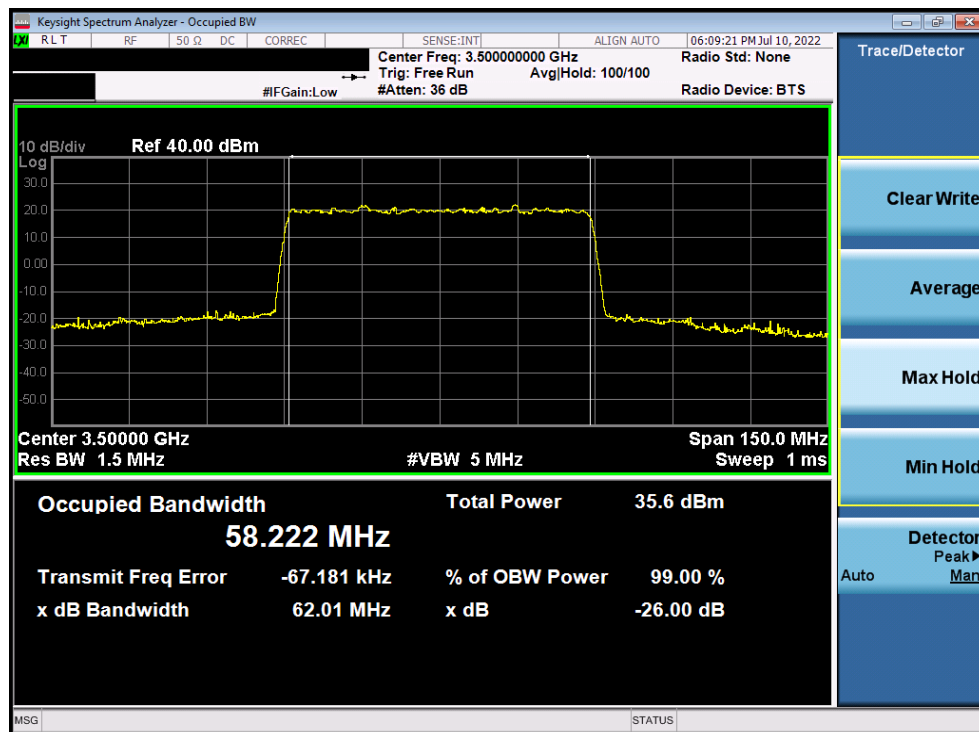 Keysight Spectrum Analyzer - Occupied BW
LXI RLT RF 50 Ω DC CORREC SENSE:INT ALIGN AUTO 06:09:21 PM Jul 10, 2022
Center Freq: 3.500000000 GHz Radio Std: None
Trig: Free Run Avg|Hold: 100/100
#IFGain:Low #Atten: 36 dB Radio Device: BTS
10 dB/div Ref 40.00 dBm
Log
30.0
20.0
10.0
0.00
-10.0
-20.0
-30.0
-40.0
-50.0
Center 3.50000 GHz Span 150.0 MHz
Res BW 1.5 MHz #VBW 5 MHz Sweep 1 ms
Occupied Bandwidth Total Power 35.6 dBm
58.222 MHz
Transmit Freq Error -67.181 kHz % of OBW Power 99.00 %
x dB Bandwidth 62.01 MHz x dB -26.00 dB
MSG STATUS
Trace/Detector
Clear Write
Average
Max Hold
Min Hold
Detector
Peak▶
Auto Man